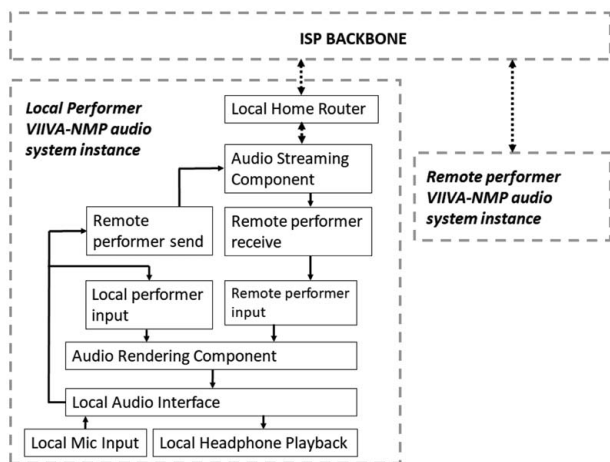 ISP BACKBONE
Local Performer
VIIVA-NMP audio
system instance
Local Home Router
Audio Streaming
Component
Remote performer
VIIVA-NMP audio
system instance
Remote
performer send
Remote performer
receive
Local performer
input
Remote performer
input
Audio Rendering Component
Local Audio Interface
Local Mic Input
Local Headphone Playback